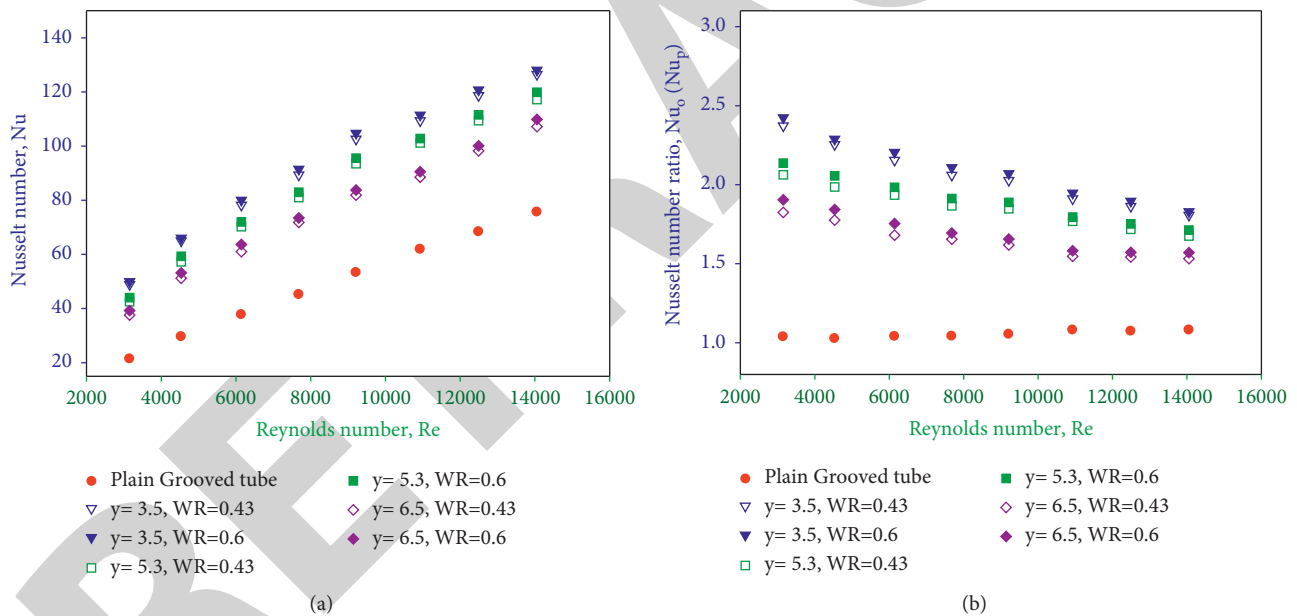 140
120
100
80
60
40
20
Nusselt number, Nu
2000 4000 6000 8000 10000 12000 14000 16000
Reynolds number, Re
Plain Grooved tube
y= 3.5, WR=0.43
y= 3.5, WR=0.6
y= 5.3, WR=0.43
y= 5.3, WR=0.6
y= 6.5, WR=0.43
y= 6.5, WR=0.6
(a)
3.0
2.5
2.0
1.5
1.0
Nusselt number ratio, Nuo (Nup)
2000 4000 6000 8000 10000 12000 14000 16000
Reynolds number, Re
Plain Grooved tube
y= 3.5, WR=0.43
y= 3.5, WR=0.6
y= 5.3, WR=0.43
y= 5.3, WR=0.6
y= 6.5, WR=0.43
y= 6.5, WR=0.6
(b)